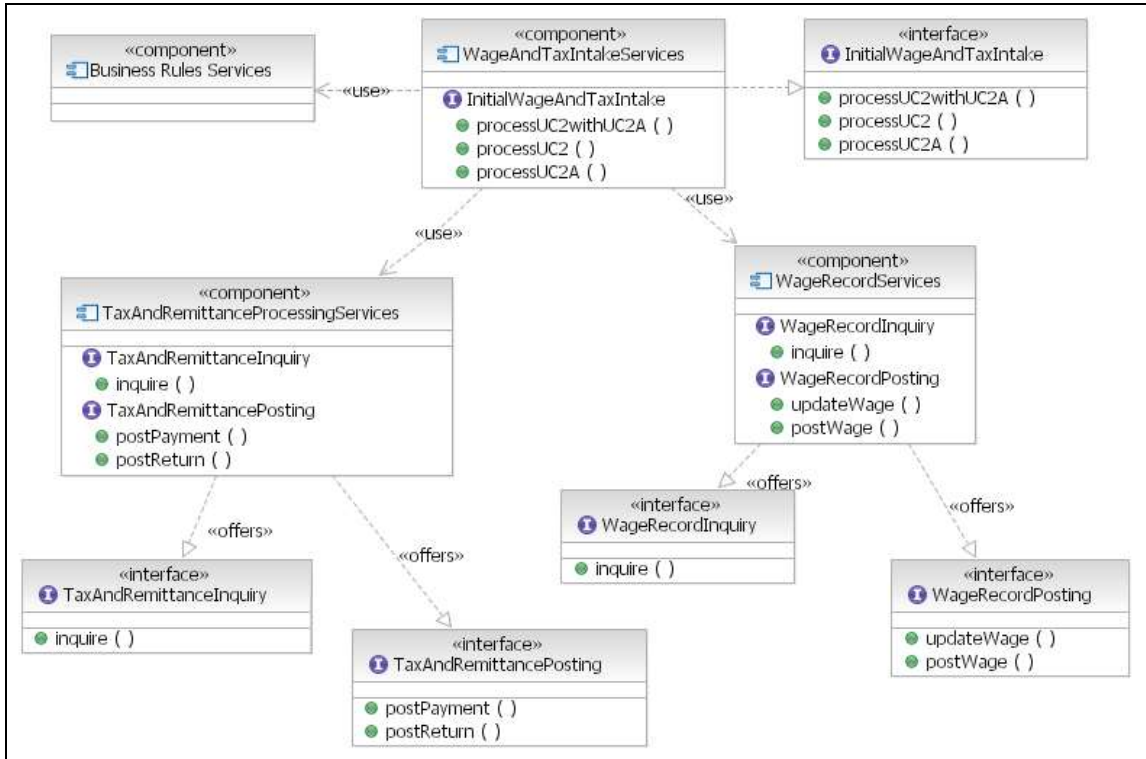 «component»
Business Rules Services
«use»
«component»
WageAndTaxIntakeServices
InitialWageAndTaxIntake
processUC2withUC2A ( )
processUC2 ( )
processUC2A ( )
«interface»
InitialWageAndTaxIntake
processUC2withUC2A ( )
processUC2 ( )
processUC2A ( )
«use»
«use»
«component»
TaxAndRemittanceProcessingServices
TaxAndRemittanceInquiry
inquire ( )
TaxAndRemittancePosting
postPayment ( )
postReturn ( )
«component»
WageRecordServices
WageRecordInquiry
inquire ( )
WageRecordPosting
updateWage ( )
postWage ( )
«offers»
«offers»
«offers»
«offers»
«interface»
TaxAndRemittanceInquiry
inquire ( )
«interface»
TaxAndRemittancePosting
postPayment ( )
postReturn ( )
«interface»
WageRecordInquiry
inquire ( )
«interface»
WageRecordPosting
updateWage ( )
postWage ( )